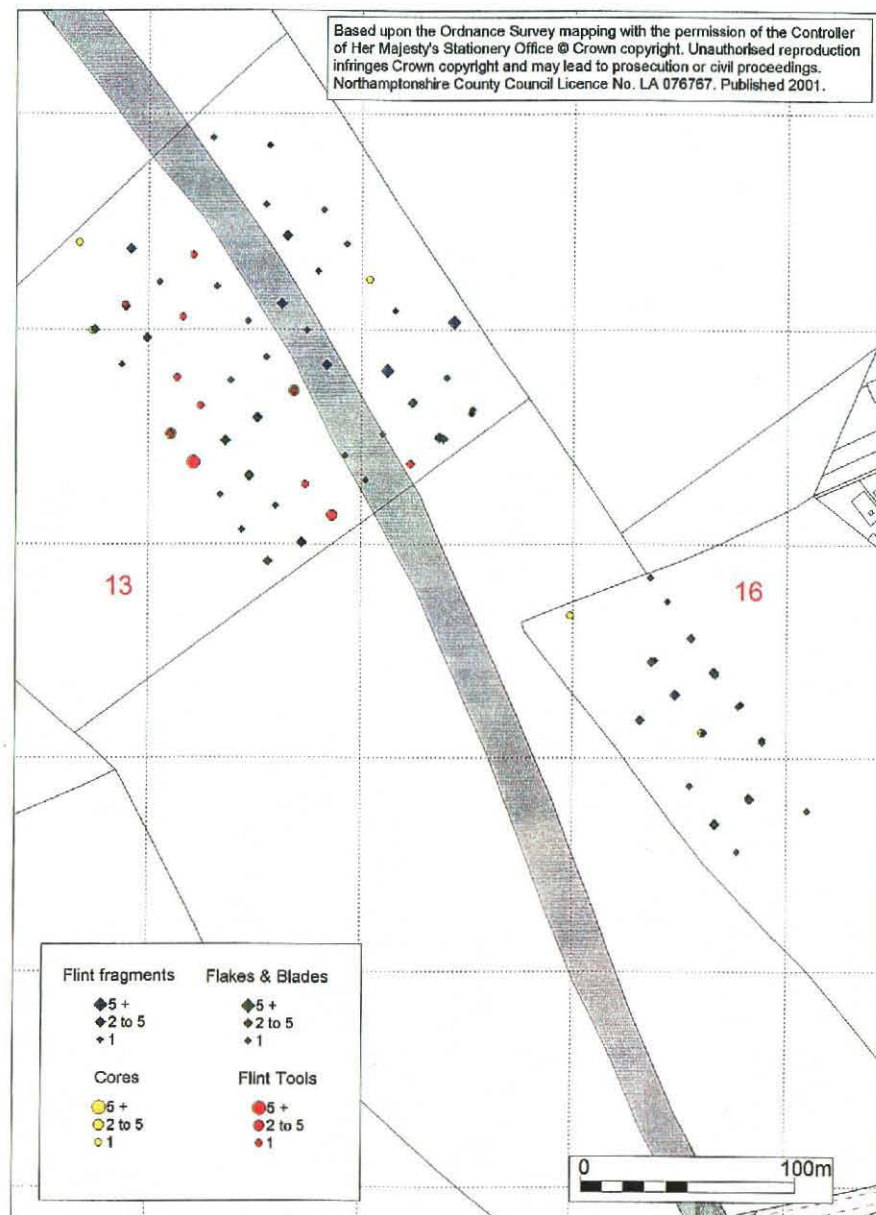 Based upon the Ordnance Survey mapping with the permission of the Controller
of Her Majesty's Stationery Office © Crown copyright. Unauthorised reproduction
infringes Crown copyright and may lead to prosecution or civil proceedings.
Northamptonshire County Council Licence No. LA 076767. Published 2001.
13
16
Flint fragments
5 +
2 to 5
1
Flakes & Blades
5 +
2 to 5
1
Cores
5 +
2 to 5
1
Flint Tools
5 +
2 to 5
1
0 100m